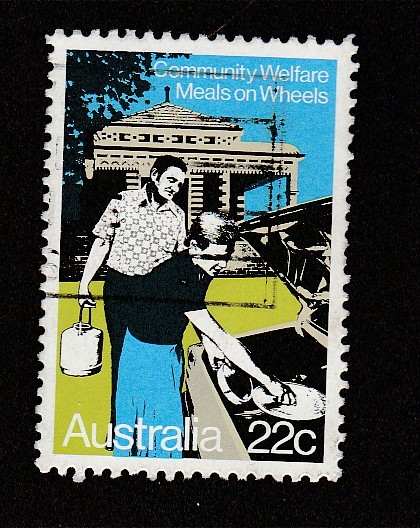 Community Welfare
Meals on Wheels
Australia 22c